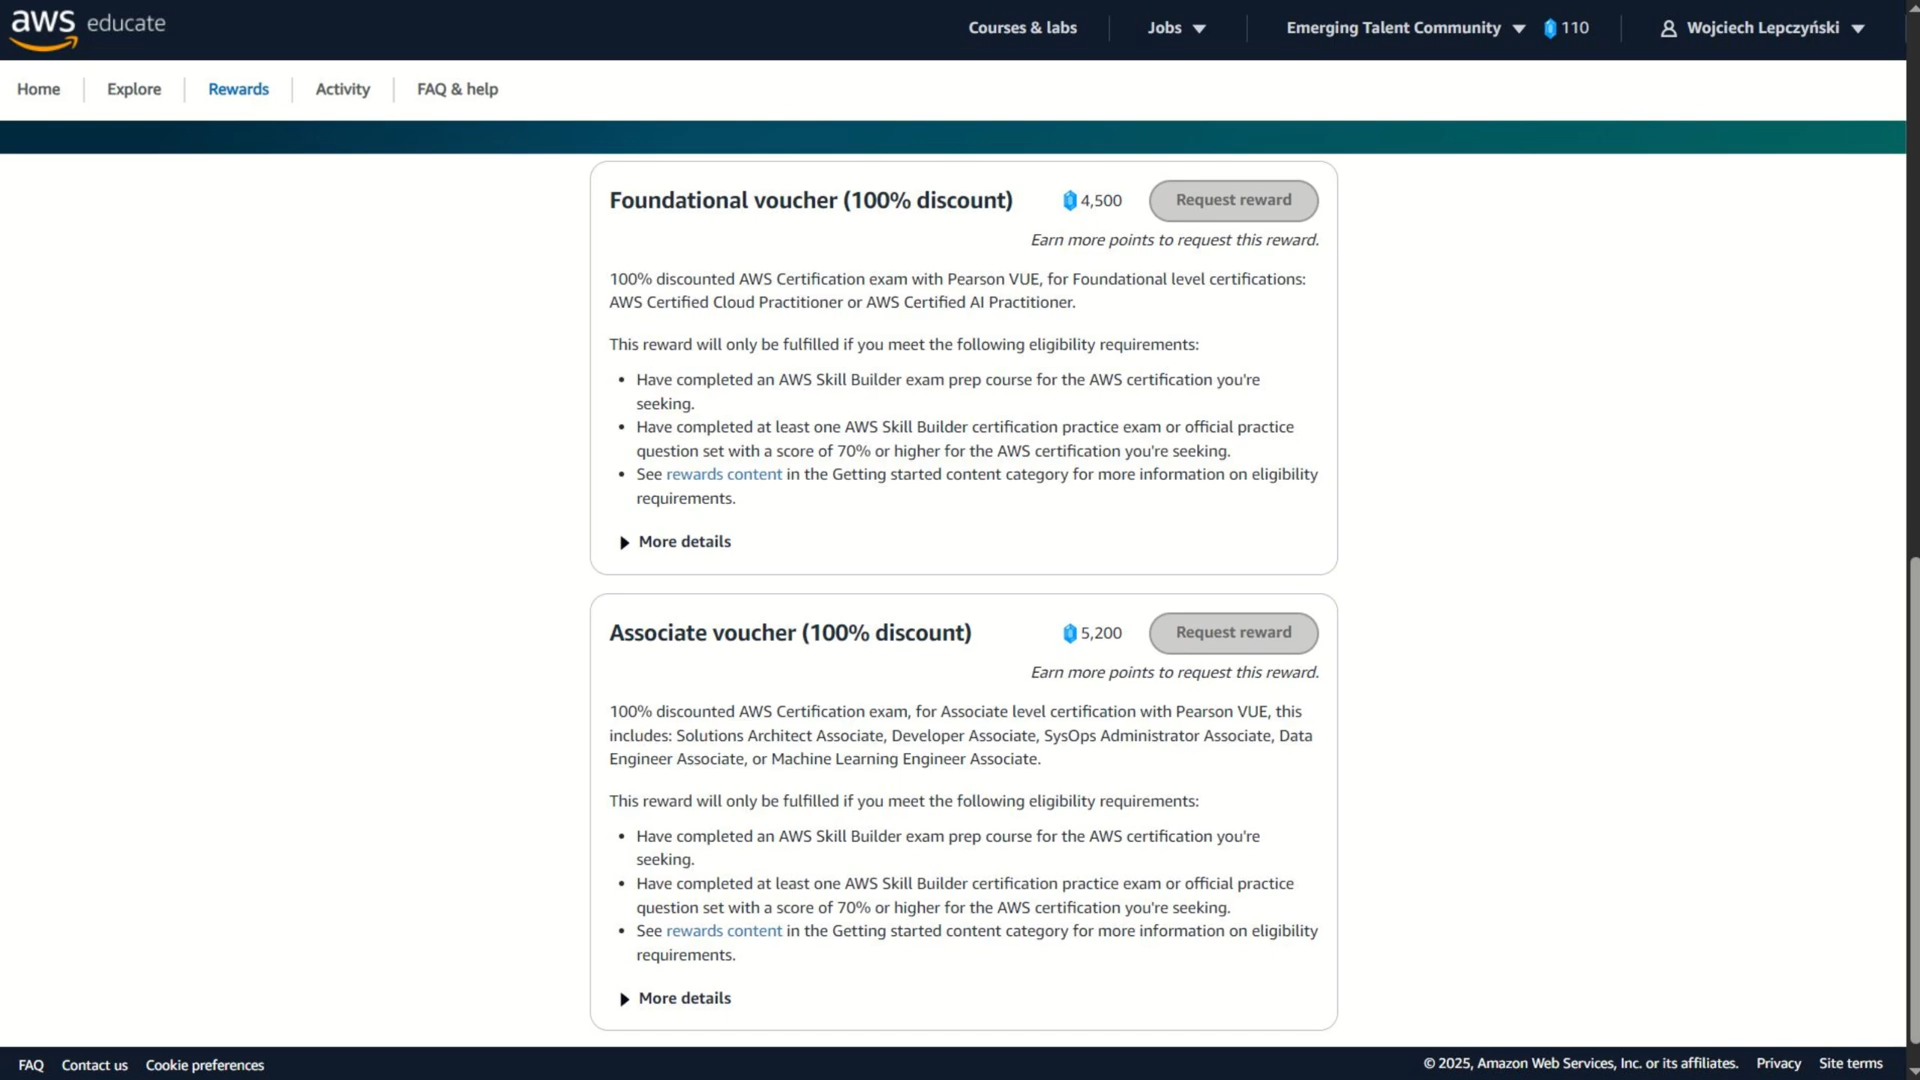 aws educate
Courses & labs
Jobs
Emerging Talent Community
110
Wojciech Lepczyński
Home
Explore
Rewards
Activity
FAQ & help
Foundational voucher (100% discount)
4,500
Request reward
Earn more points to request this reward.
100% discounted AWS Certification exam with Pearson VUE, for Foundational level certifications:
AWS Certified Cloud Practitioner or AWS Certified AI Practitioner.
This reward will only be fulfilled if you meet the following eligibility requirements:
• Have completed an AWS Skill Builder exam prep course for the AWS certification you're
seeking.
• Have completed at least one AWS Skill Builder certification practice exam or official practice
question set with a score of 70% or higher for the AWS certification you're seeking.
• See rewards content in the Getting started content category for more information on eligibility
requirements.
More details
Associate voucher (100% discount)
5,200
Request reward
Earn more points to request this reward.
100% discounted AWS Certification exam, for Associate level certification with Pearson VUE, this
includes: Solutions Architect Associate, Developer Associate, SysOps Administrator Associate, Data
Engineer Associate, or Machine Learning Engineer Associate.
This reward will only be fulfilled if you meet the following eligibility requirements:
• Have completed an AWS Skill Builder exam prep course for the AWS certification you're
seeking.
• Have completed at least one AWS Skill Builder certification practice exam or official practice
question set with a score of 70% or higher for the AWS certification you're seeking.
• See rewards content in the Getting started content category for more information on eligibility
requirements.
More details
FAQ
Contact us
Cookie preferences
© 2025, Amazon Web Services, Inc. or its affiliates.
Privacy
Site terms